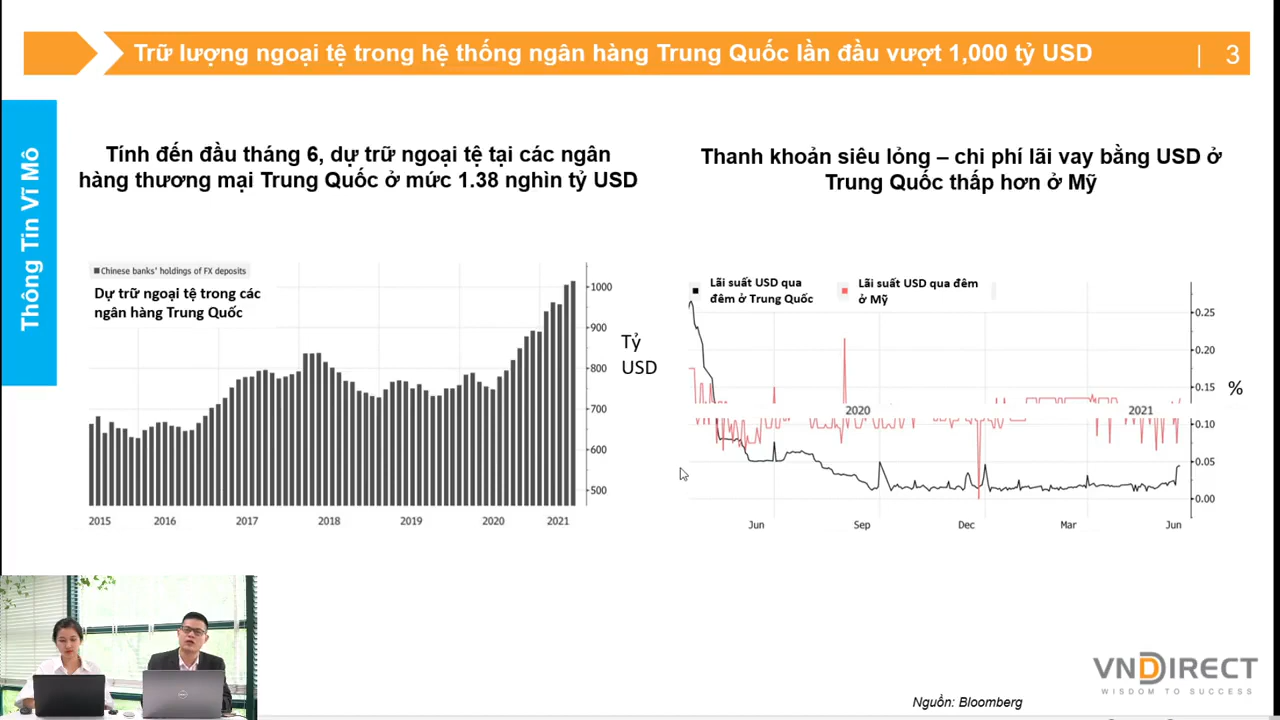 Trữ lượng ngoại tệ trong hệ thống ngân hàng Trung Quốc lần đầu vượt 1,000 tỷ USD
| 3
Thông Tin Vĩ Mô
Tính đến đầu tháng 6, dự trữ ngoại tệ tại các ngân
hàng thương mại Trung Quốc ở mức 1.38 nghìn tỷ USD
Chinese banks' holdings of FX deposits
Dự trữ ngoại tệ trong các
ngân hàng Trung Quốc
1000
900
800
700
600
500
Tỷ
USD
2015 2016 2017 2018 2019 2020 2021
Thanh khoản siêu lỏng – chi phí lãi vay bằng USD ở
Trung Quốc thấp hơn ở Mỹ
Lãi suất USD qua
đêm ở Trung Quốc
Lãi suất USD qua đêm
ở Mỹ
0.25
0.20
0.15
%
2020 2021
0.10
0.05
0.00
Jun Sep Dec Mar Jun
VNDIRECT
WISDOM TO SUCCESS
Nguồn: Bloomberg